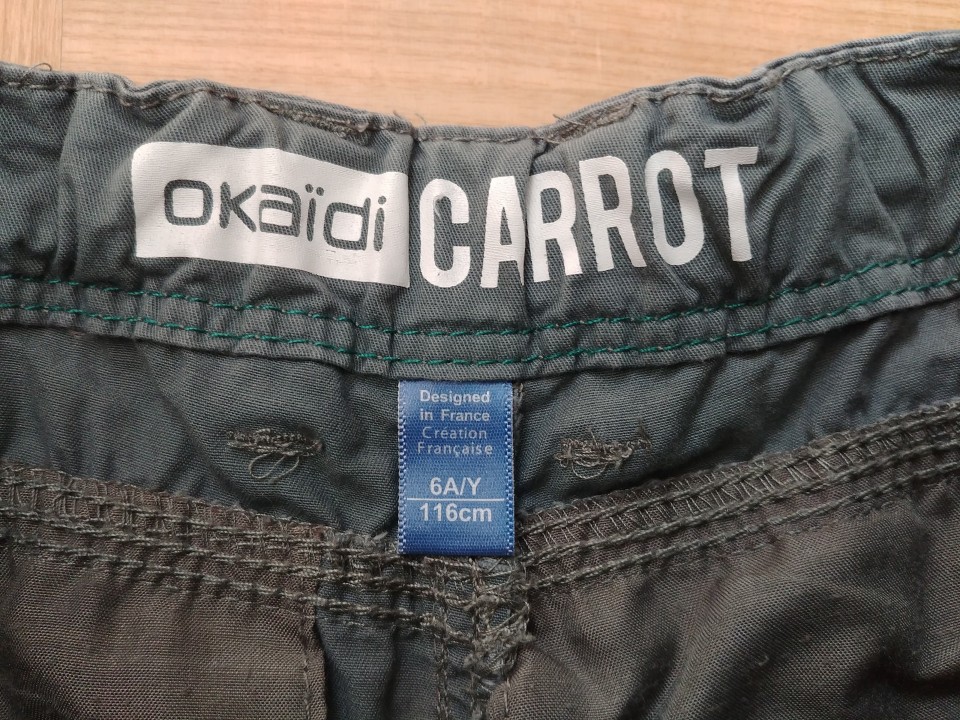 okaïdi CARROT
Designed
in France
Création
Française
6A/Y
116cm